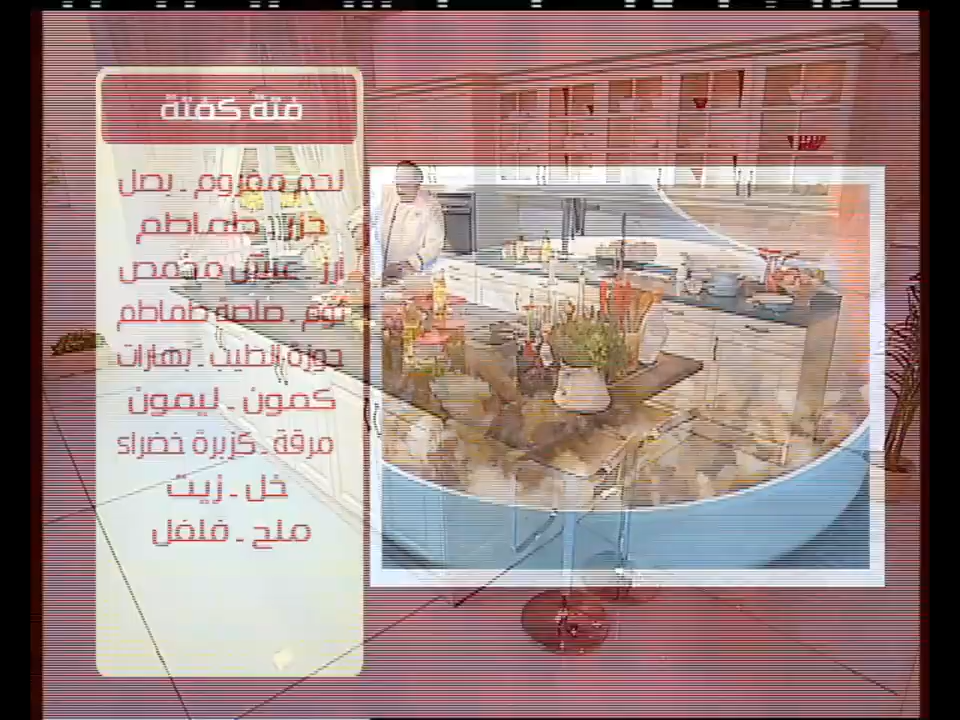 فتة كفتة
لحم مفروم - بصل
جزر - طماطم
أرز - عيش محمص
ثوم - صلصة طماطم
جوزة الطيب - بهارات
كمون - ليمون
مرقة - كزبرة خضراء
خل - زيت
ملح - فلفل